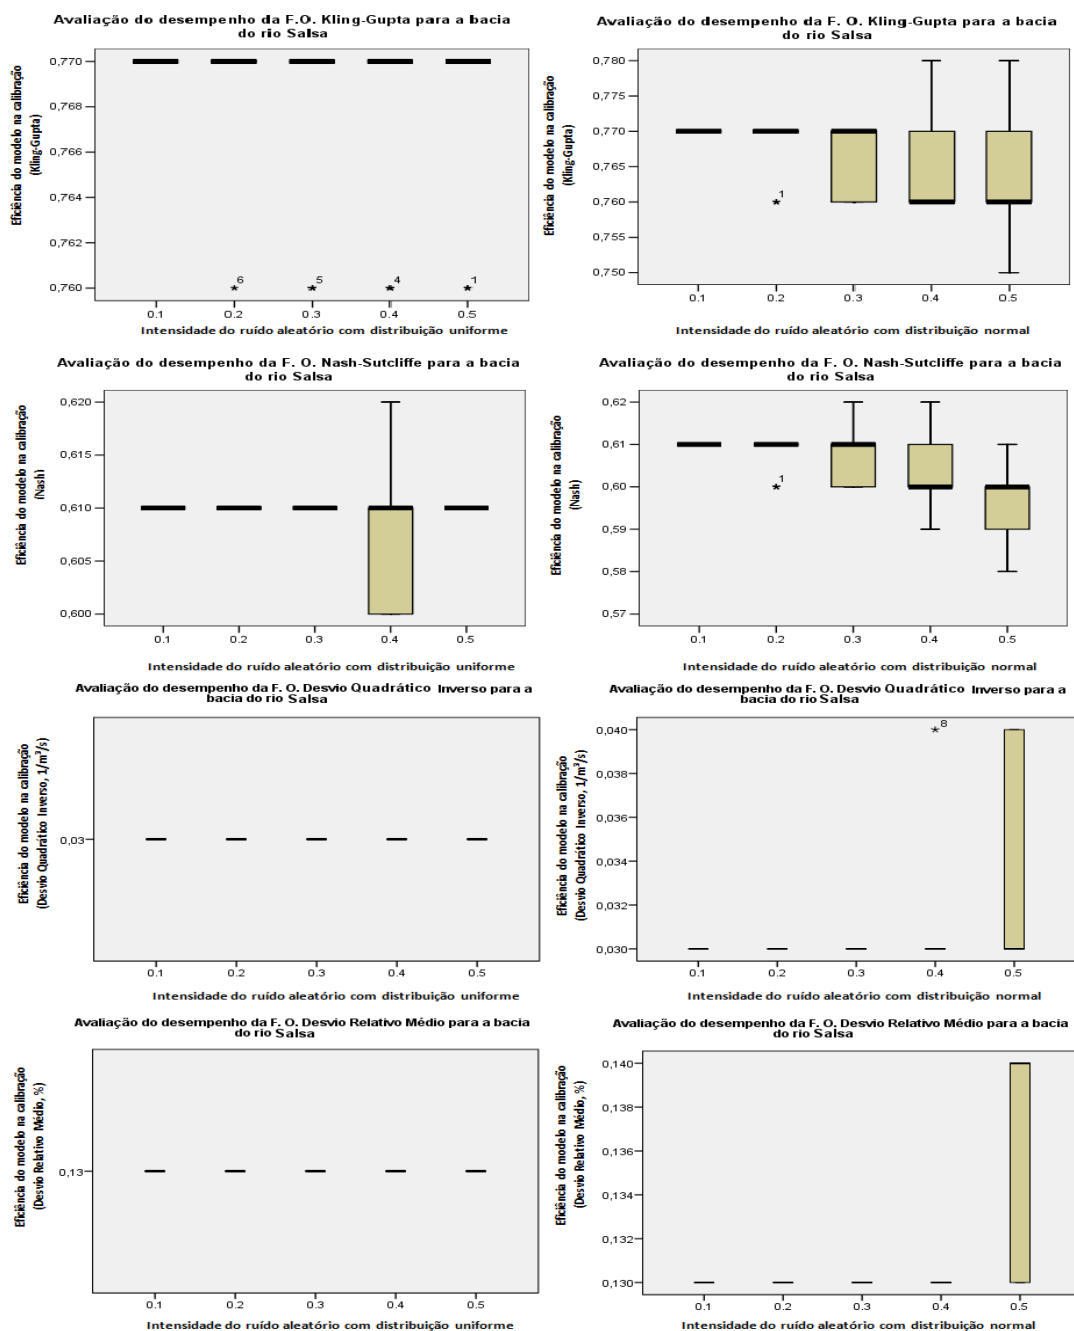 Avaliação do desempenho da F.O. Kling-Gupta para a bacia
do rio Salsa
Eficiência do modelo na calibração
(Kling-Gupta)
0,770
0,768
0,766
0,764
0,762
0,760
*6
*5
*4
*1
0.1 0.2 0.3 0.4 0.5
Intensidade do ruído aleatório com distribuição uniforme
Avaliação do desempenho da F. O. Kling-Gupta para a bacia
do rio Salsa
Eficiência do modelo na calibração
(Kling-Gupta)
0,780
0,775
0,770
0,765
0,760
0,755
0,750
*1
0.1 0.2 0.3 0.4 0.5
Intensidade do ruído aleatório com distribuição normal
Avaliação do desempenho da F. O. Nash-Sutcliffe para a bacia
do rio Salsa
Eficiência do modelo na calibração
(Nash)
0,620
0,615
0,610
0,605
0,600
0.1 0.2 0.3 0.4 0.5
Intensidade do ruído aleatório com distribuição uniforme
Avaliação do desempenho da F. O. Nash-Sutcliffe para a bacia
do rio Salsa
Eficiência do modelo na calibração
(Nash)
0,62
0,61
0,60
0,59
0,58
0,57
*1
0.1 0.2 0.3 0.4 0.5
Intensidade do ruído aleatório com distribuição normal
Avaliação do desempenho da F. O. Desvio Quadrático Inverso para a
bacia do rio Salsa
Eficiência do modelo na calibração
(Desvio Quadrático Inverso, 1/m³/s)
0,03
0.1 0.2 0.3 0.4 0.5
Intensidade do ruído aleatório com distribuição uniforme
Avaliação do desempenho da F. O. Desvio Quadrático Inverso para a
bacia do rio Salsa
Eficiência do modelo na calibração
(Desvio Quadrático Inverso, 1/m³/s)
0,040
0,038
0,036
0,034
0,032
0,030
*8
0.1 0.2 0.3 0.4 0.5
Intensidade do ruído aleatório com distribuição normal
Avaliação do desempenho da F. O. Desvio Relativo Médio para a bacia
do rio Salsa
Eficiência do modelo na calibração
(Desvio Relativo Médio, %)
0,13
0.1 0.2 0.3 0.4 0.5
Intensidade do ruído aleatório com distribuição uniforme
Avaliação do desempenho da F. O. Desvio Relativo Médio para a bacia
do rio Salsa
Eficiência do modelo na calibração
(Desvio Relativo Médio, %)
0,140
0,138
0,136
0,134
0,132
0,130
0.1 0.2 0.3 0.4 0.5
Intensidade do ruído aleatório com distribuição normal